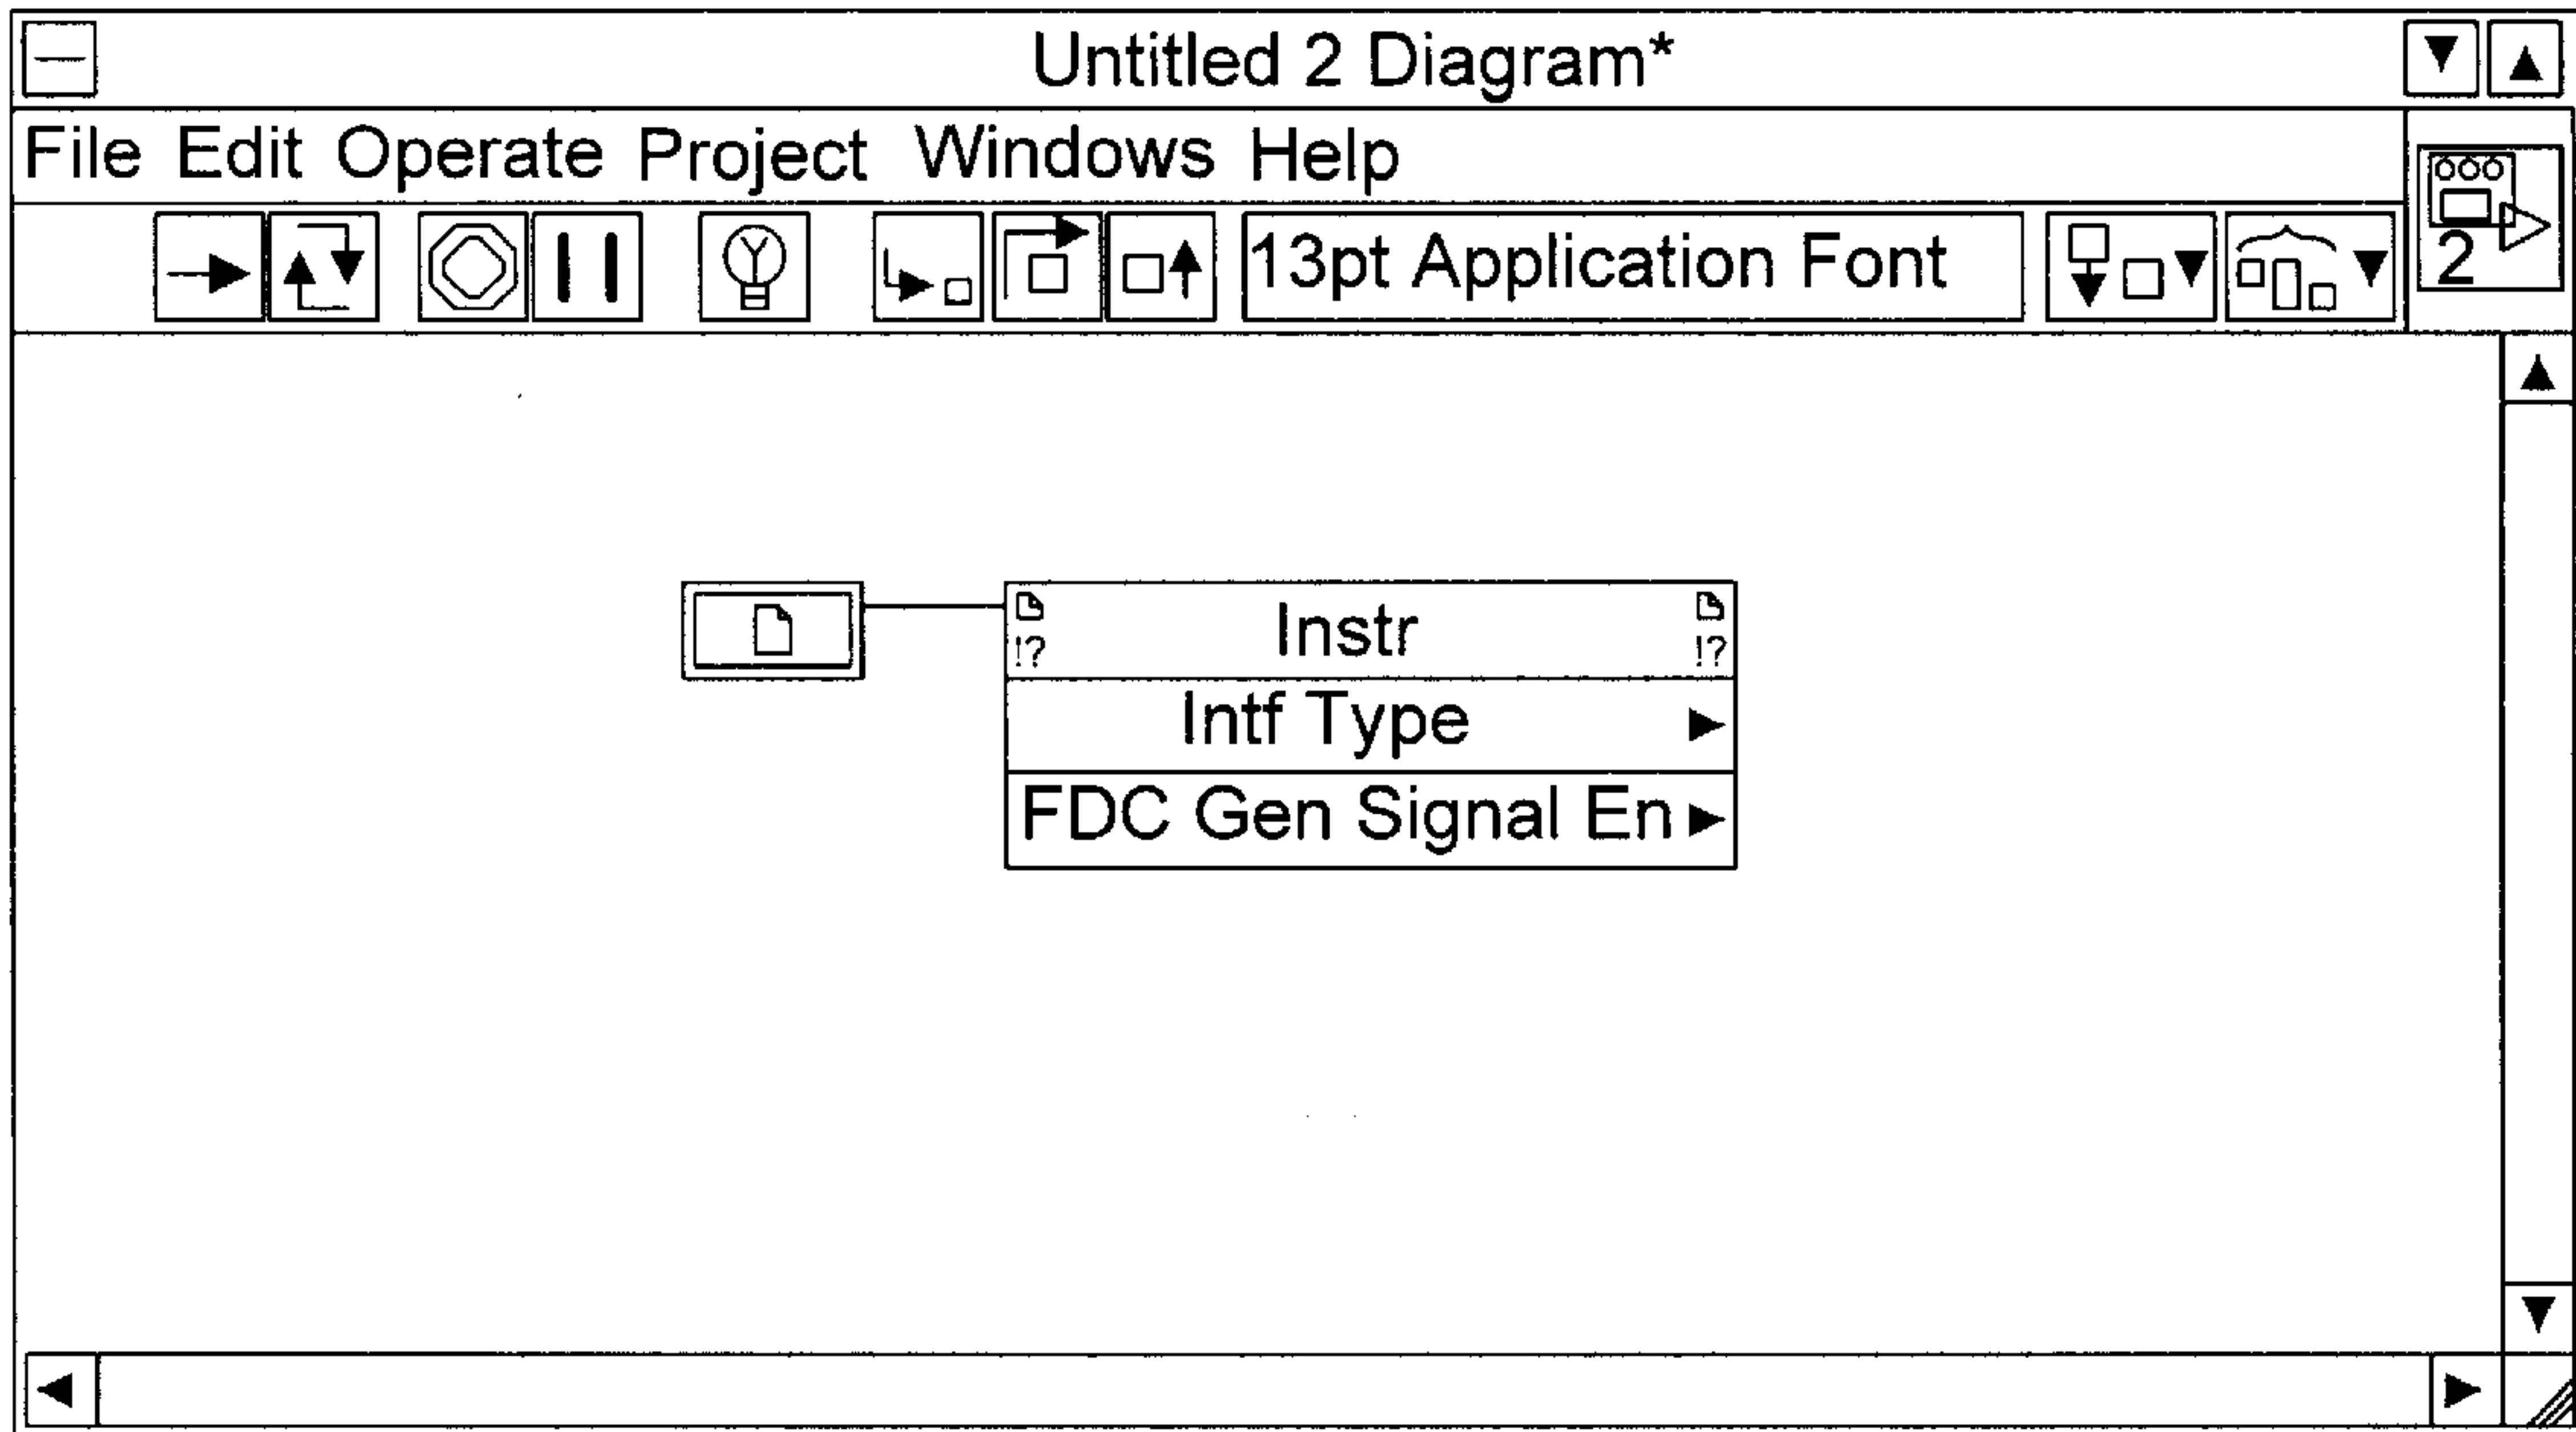 Untitled 2 Diagram*
File Edit Operate Project Windows Help
13pt Application Font
2
!? Instr !?
Intf Type
FDC Gen Signal En